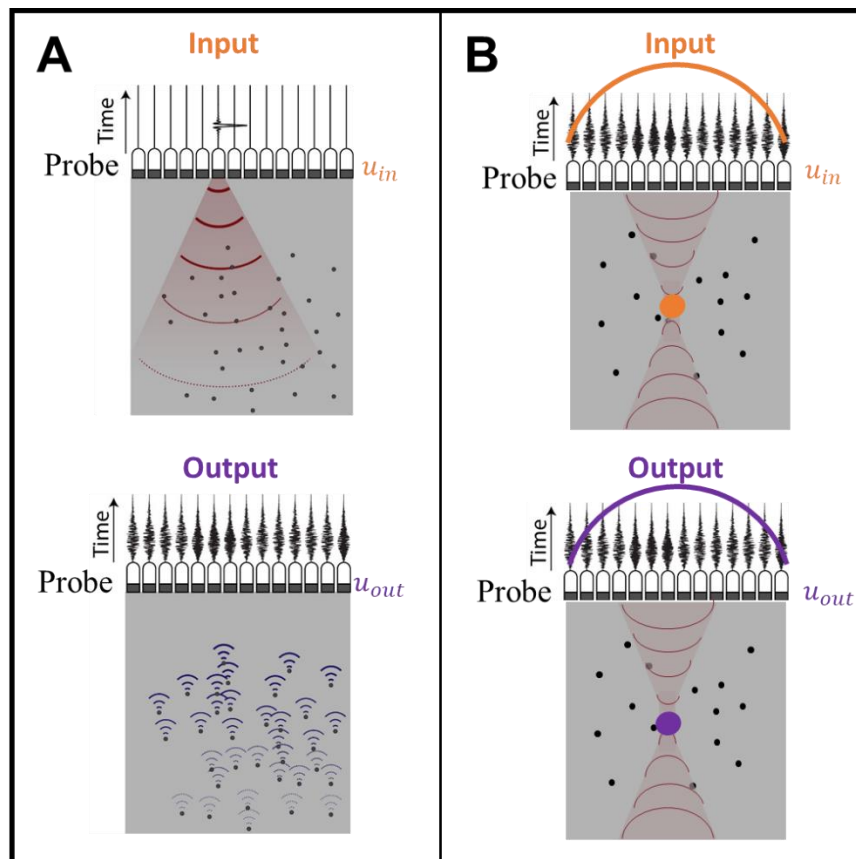 A
Input
Time
Probe
u_in
Output
Time
Probe
u_out
B
Input
Time
Probe
u_in
Output
Time
Probe
u_out